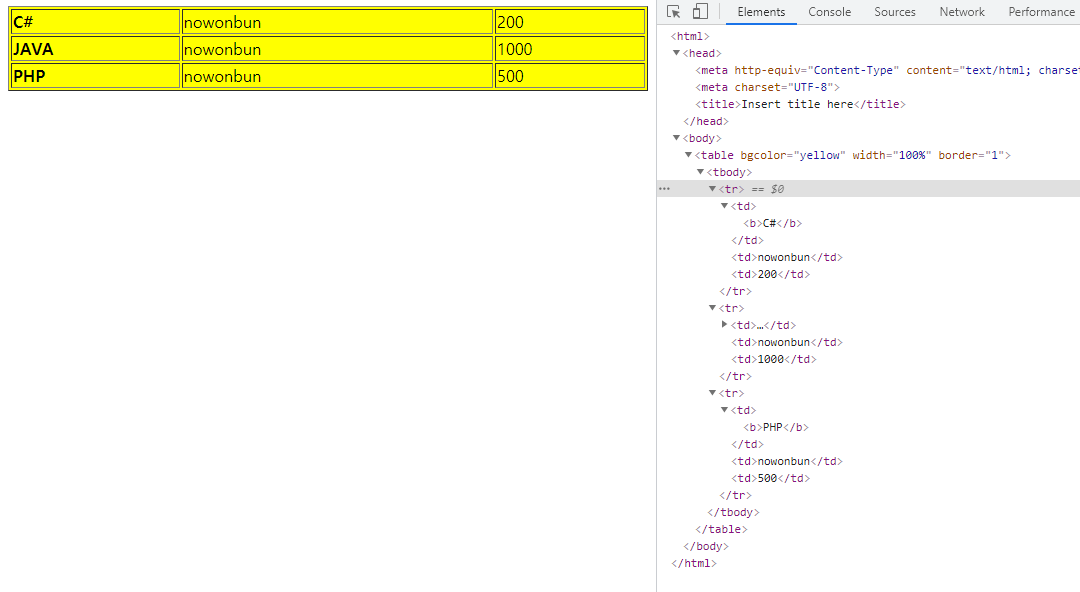 C# nowonbun 200
JAVA nowonbun 1000
PHP nowonbun 500
Elements Console Sources Network Performance
<html>
▼<head>
<meta http-equiv="Content-Type" content="text/html; charset
<meta charset="UTF-8">
<title>Insert title here</title>
</head>
▼<body>
▼<table bgcolor="yellow" width="100%" border="1">
▼<tbody>
… ▼<tr> == $0
▼<td>
<b>C#</b>
</td>
<td>nowonbun</td>
<td>200</td>
</tr>
▼<tr>
▶<td>…</td>
<td>nowonbun</td>
<td>1000</td>
</tr>
▼<tr>
▼<td>
<b>PHP</b>
</td>
<td>nowonbun</td>
<td>500</td>
</tr>
</tbody>
</table>
</body>
</html>